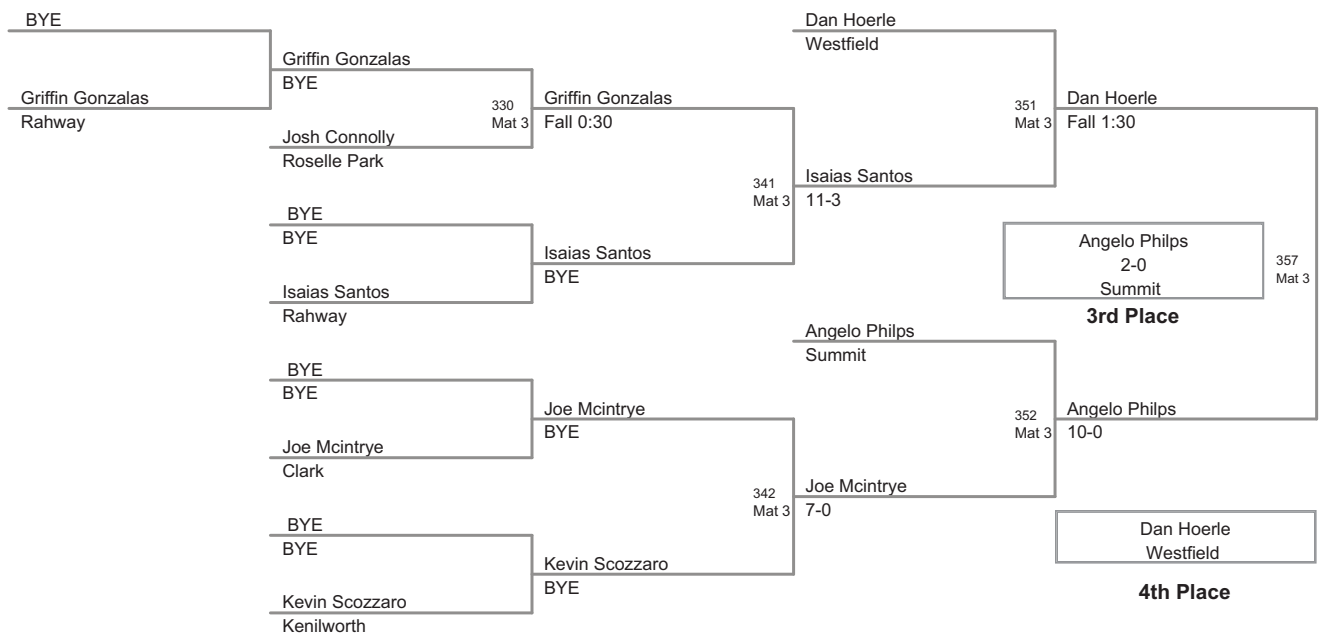 BYE
Griffin Gonzalas
Rahway
Griffin Gonzalas
BYE
Josh Connolly
Roselle Park
BYE
BYE
Isaias Santos
Rahway
BYE
BYE
Joe Mcintrye
Clark
BYE
BYE
Kevin Scozzaro
Kenilworth
330
Mat 3
Griffin Gonzalas
Fall 0:30
Isaias Santos
BYE
Joe Mcintrye
BYE
Kevin Scozzaro
BYE
Dan Hoerle
Westfield
341
Mat 3
Isaias Santos
11-3
Angelo Philps
Summit
342
Mat 3
Joe Mcintrye
7-0
351
Mat 3
Dan Hoerle
Fall 1:30
352
Mat 3
Angelo Philps
10-0
Angelo Philps
2-0
Summit
3rd Place
357
Mat 3
Dan Hoerle
Westfield
4th Place